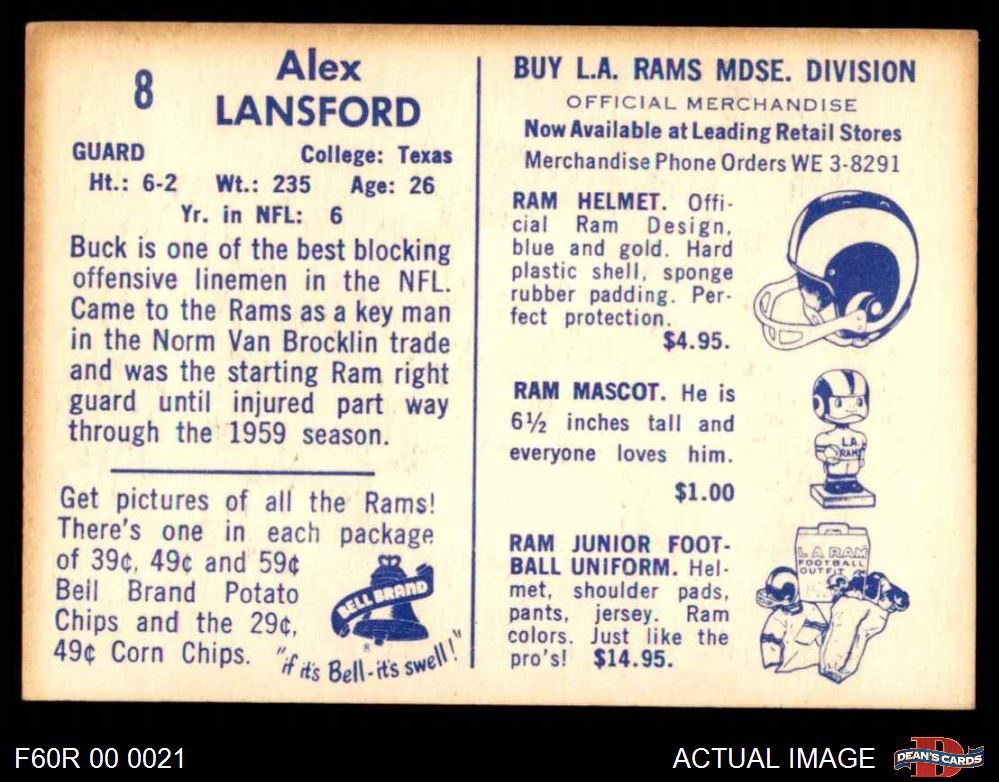 8
Alex
LANSFORD
GUARD College: Texas
Ht.: 6-2 Wt.: 235 Age: 26
Yr. in NFL: 6
Buck is one of the best blocking
offensive linemen in the NFL.
Came to the Rams as a key man
in the Norm Van Brocklin trade
and was the starting Ram right
guard until injured part way
through the 1959 season.
Get pictures of all the Rams!
There's one in each package
of 39¢, 49¢ and 59¢
Bell Brand Potato
Chips and the 29¢,
49¢ Corn Chips.
BELL BRAND
®
"if it's Bell-it's swell!"
BUY L.A. RAMS MDSE. DIVISION
OFFICIAL MERCHANDISE
Now Available at Leading Retail Stores
Merchandise Phone Orders WE 3-8291
RAM HELMET. Offi-
cial Ram Design,
blue and gold. Hard
plastic shell, sponge
rubber padding. Per-
fect protection.
$4.95.
RAM MASCOT. He is
6½ inches tall and
everyone loves him.
$1.00
LA
RAMS
RAM JUNIOR FOOT-
BALL UNIFORM. Hel-
met, shoulder pads,
pants, jersey. Ram
colors. Just like the
pro's! $14.95.
L A RAM
FOOTBALL
OUTFIT
F60R 00 0021
ACTUAL IMAGE
D
DEAN'S CARDS